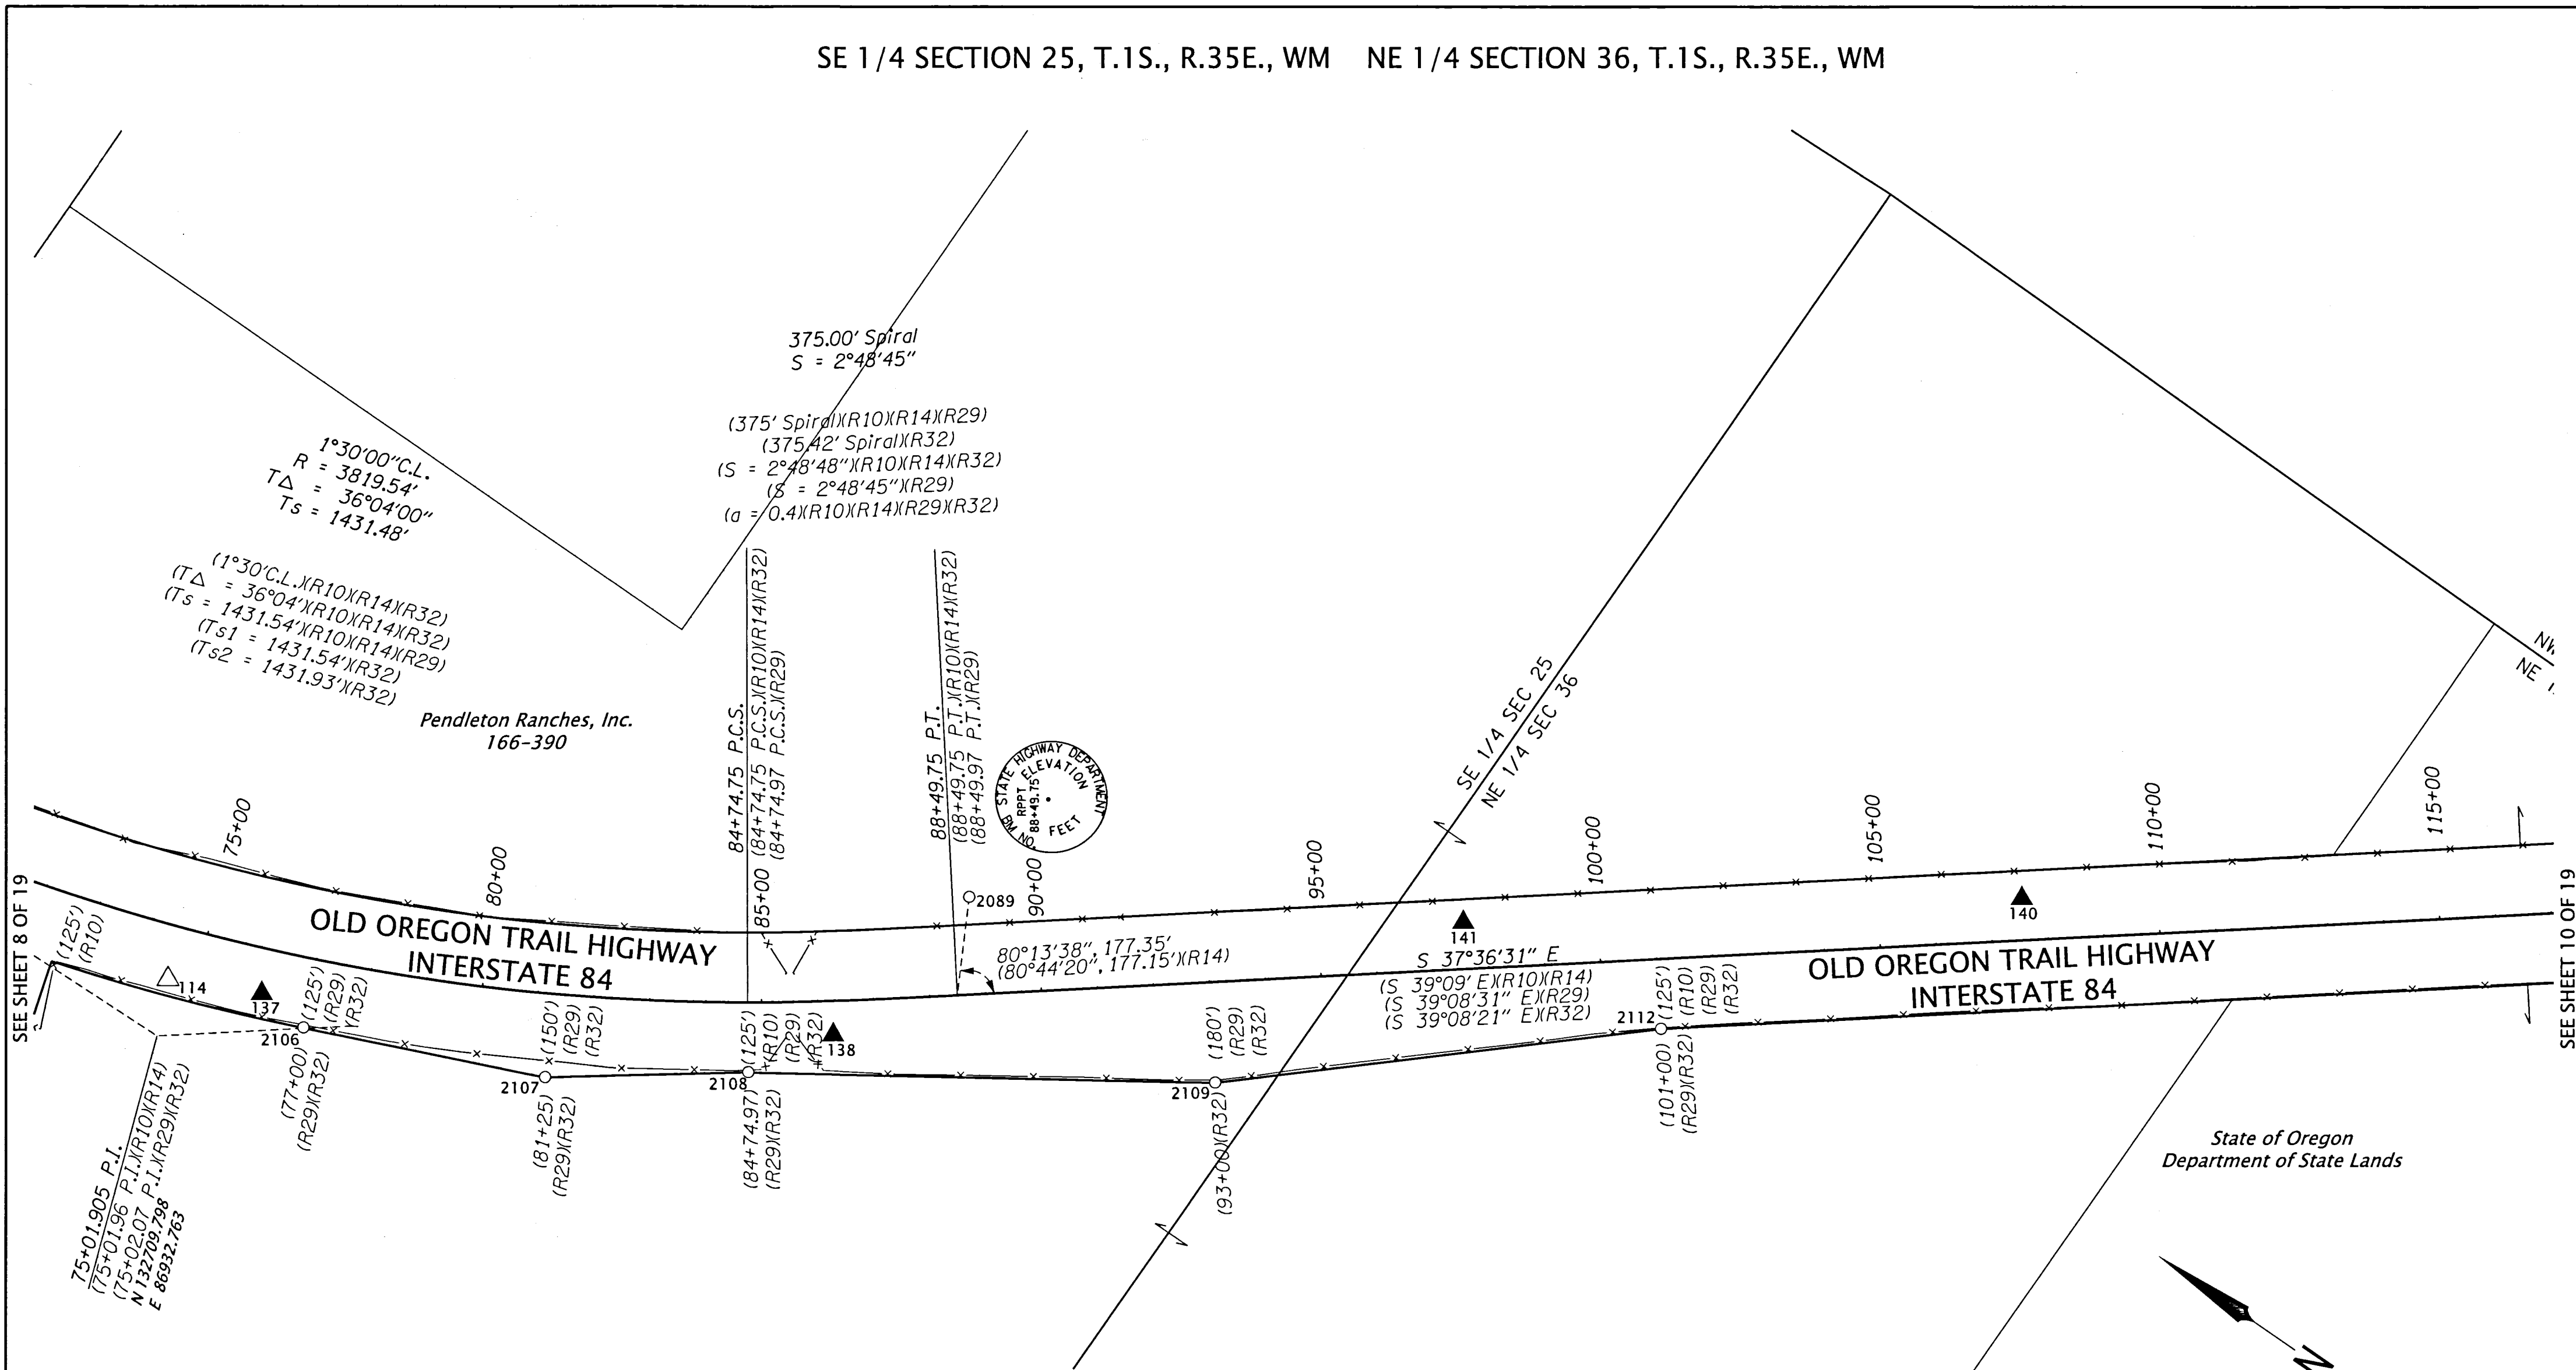 SE 1/4 SECTION 25, T.1S., R.35E., WM    NE 1/4 SECTION 36, T.1S., R.35E., WM
375.00' Spiral
S = 2°48'45"
(375' Spiral)(R10)(R14)(R29)
(375.42' Spiral)(R32)
(S = 2°48'48")(R10)(R14)(R32)
(S = 2°48'45")(R29)
(a = 0.4)(R10)(R14)(R29)(R32)
1°30'00"C.L.
R = 3819.54'
T△ = 36°04'00"
Ts = 1431.48'
(1°30'C.L.)(R10)(R14)(R32)
(T△ = 36°04')(R10)(R14)(R32)
(Ts = 1431.54')(R10)(R14)(R29)
(Ts1 = 1431.54')(R32)
(Ts2 = 1431.93')(R32)
Pendleton Ranches, Inc.
166-390
84+74.75 P.C.S.
(84+74.75 P.C.S.)(R10)(R14)(R32)
(84+74.97 P.C.S.)(R29)
88+49.75 P.T.
(88+49.75 P.T.)(R10)(R14)(R32)
(88+49.97 P.T.)(R29)
STATE HIGHWAY DEPARTMENT
ELEVATION
RPPT
88+49.75
FEET
BM NO.
SE 1/4 SEC 25
NE 1/4 SEC 36
NE
75+00
80+00
85+00
90+00
95+00
100+00
105+00
110+00
115+00
SEE SHEET 8 OF 19
SEE SHEET 10 OF 19
OLD OREGON TRAIL HIGHWAY
INTERSTATE 84
2089
80°13'38", 177.35'
(80°44'20", 177.15')(R14)
141
140
S 37°36'31" E
(S 39°09' E)(R10)(R14)
(S 39°08'31" E)(R29)
(S 39°08'21" E)(R32)
OLD OREGON TRAIL HIGHWAY
INTERSTATE 84
(125')
(R10)
114
137
2106
(125')
(R29)
(R32)
(77+00)
(R29)(R32)
2107
(150')
(R29)
(R32)
(81+25)
(R29)(R32)
2108
(125')
(R10)
(R29)
(R32)
(84+74.97)
(R29)(R32)
138
2109
(180')
(R29)
(R32)
(93+00)(R32)
2112
(125')
(R10)
(R29)
(R32)
(101+00)
(R29)(R32)
75+01.905 P.I.
(75+01.96 P.I.)(R10)(R14)
(75+02.07 P.I.)(R29)(R32)
N 132709.798
E 86932.763
State of Oregon
Department of State Lands
N